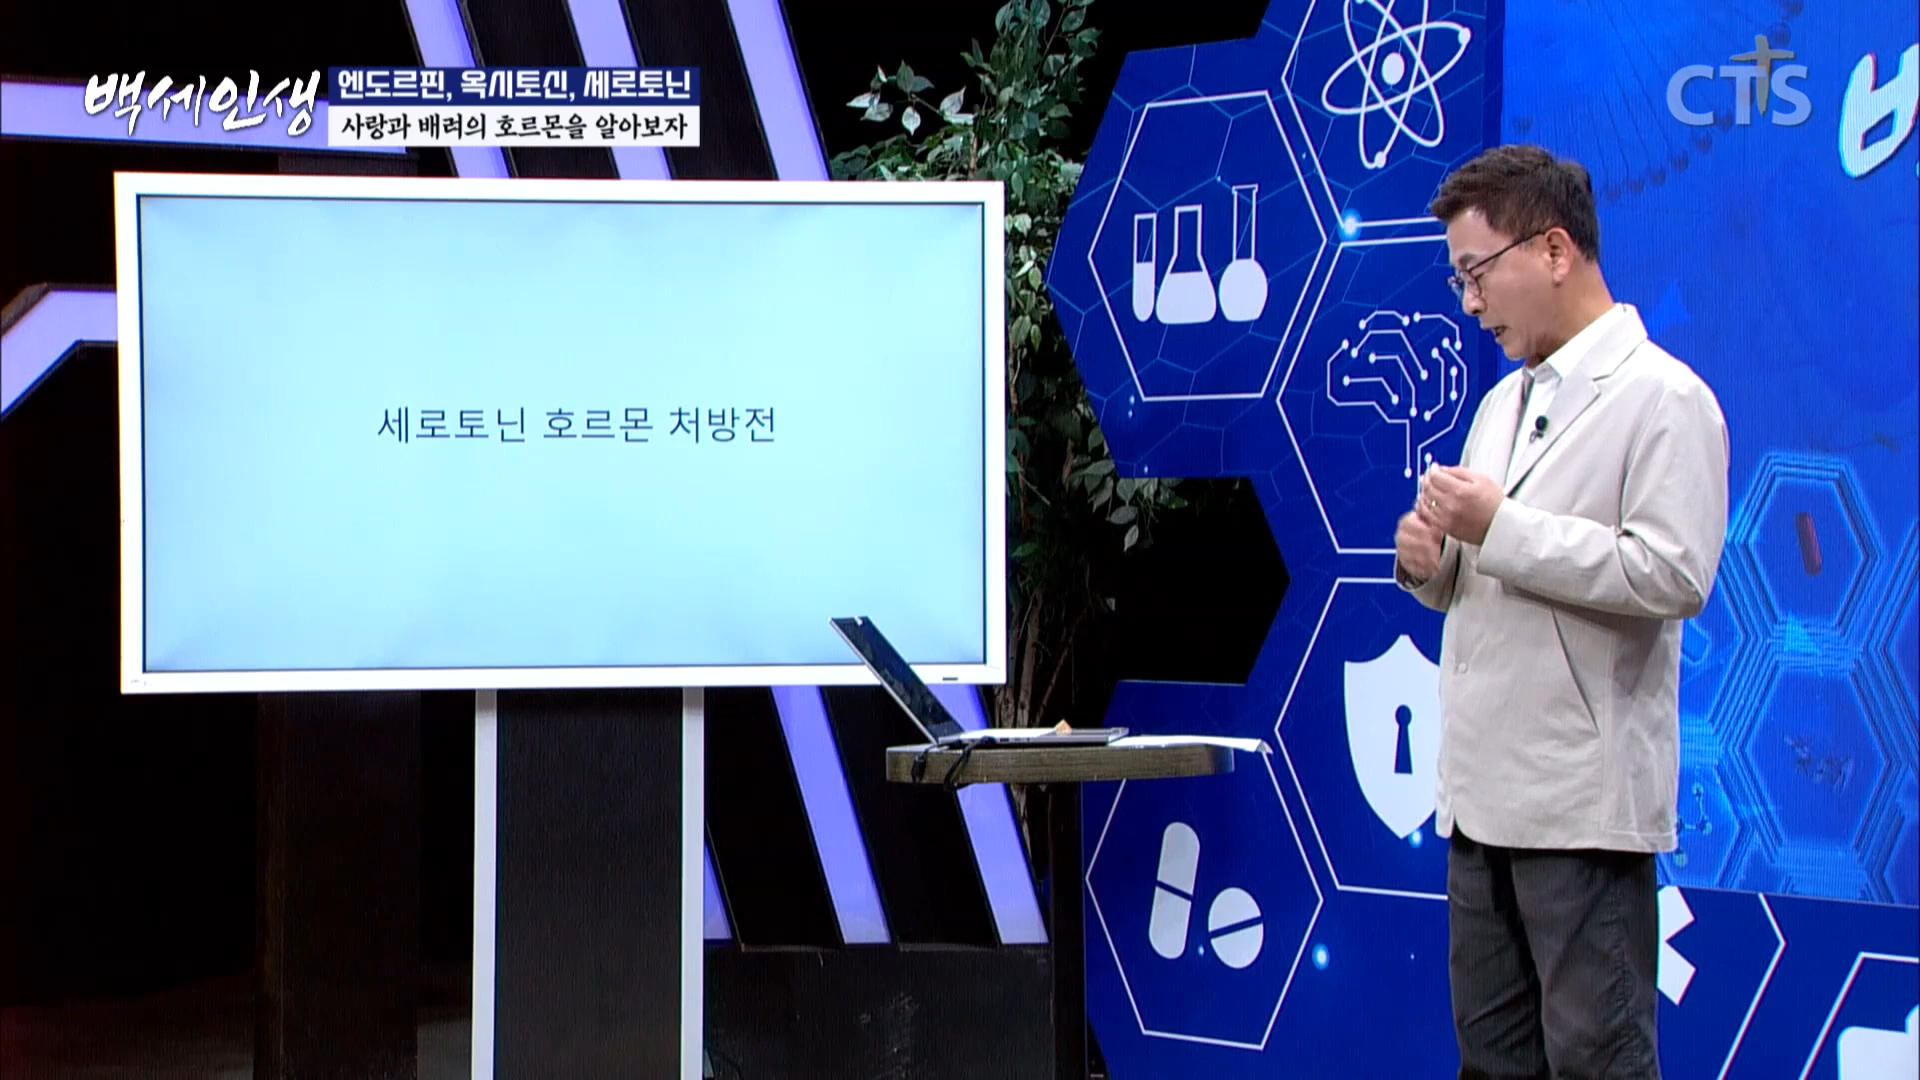 백세인생
엔도르핀, 옥시토신, 세로토닌
사랑과 배려의 호르몬을 알아보자
CTS
세로토닌 호르몬 처방전